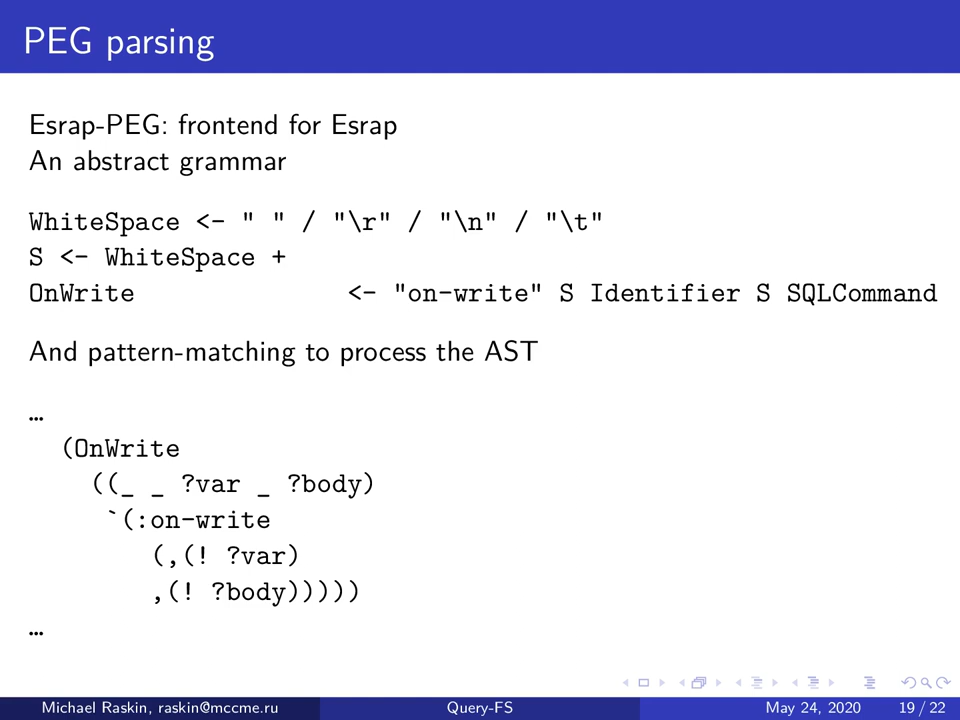 PEG parsing
Esrap-PEG: frontend for Esrap
An abstract grammar
WhiteSpace <- " " / "\r" / "\n" / "\t"
S <- WhiteSpace +
OnWrite <- "on-write" S Identifier S SQLCommand
And pattern-matching to process the AST
…
(OnWrite
((_ _ ?var _ ?body)
`(:on-write
(,(! ?var)
,(! ?body)))))
…
Michael Raskin, raskin@mccme.ru Query-FS May 24, 2020 19 / 22